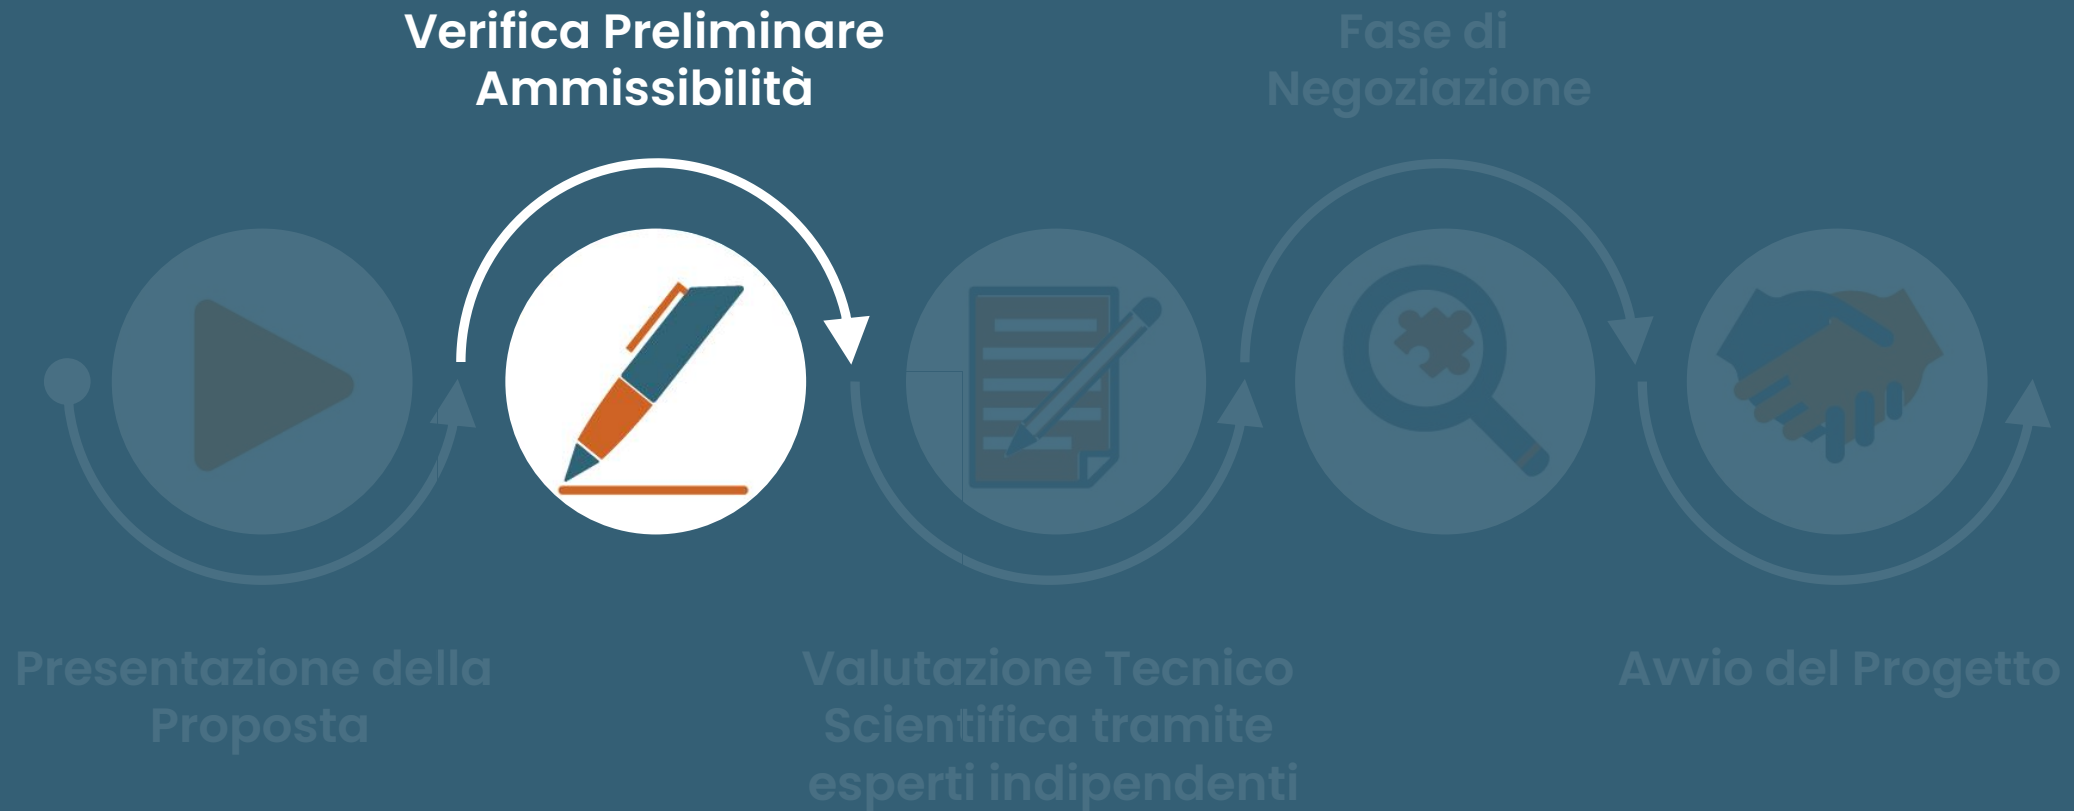 Verifica Preliminare
Ammissibilità
Fase di
Negoziazione
Presentazione della
Proposta
Valutazione Tecnico
Scientifica tramite
esperti indipendenti
Avvio del Progetto